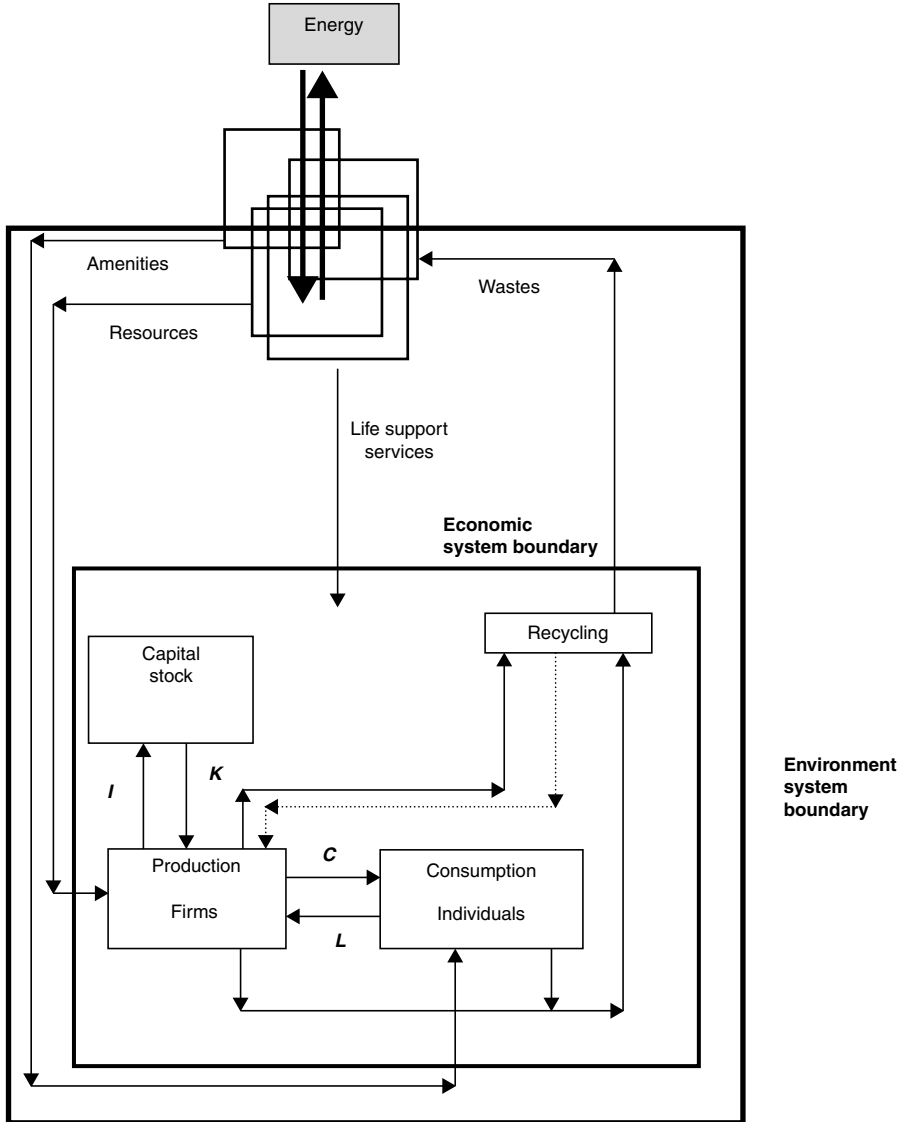 Energy
Amenities
Wastes
Resources
Life support
services
Economic
system boundary
Recycling
Capital
stock
I
K
Environment
system
boundary
Production
Firms
C
L
Consumption
Individuals